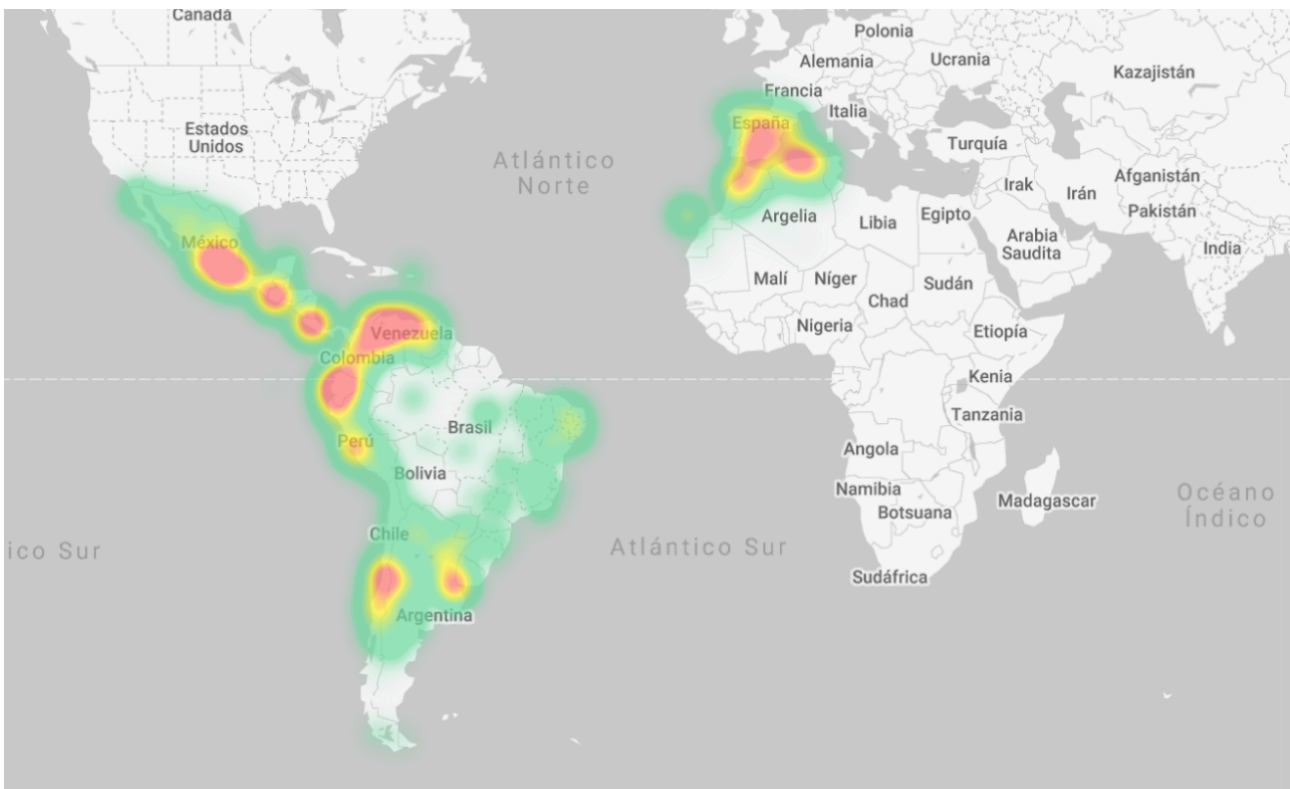 Canadá
Polonia
Alemania
Ucrania
Kazajistán
Francia
Italia
España
Estados
Unidos
Turquía
Atlántico
Norte
Afganistán
Irak
Irán
Pakistán
Argelia
Libia
Egipto
Arabia
Saudita
India
México
Malí
Níger
Sudán
Chad
Nigeria
Etiopía
Venezuela
Colombia
Kenia
Tanzania
Brasil
Perú
Angola
Bolivia
Namibia
Botsuana
Madagascar
Océano
Índico
Chile
ico Sur
Atlántico Sur
Sudáfrica
Argentina